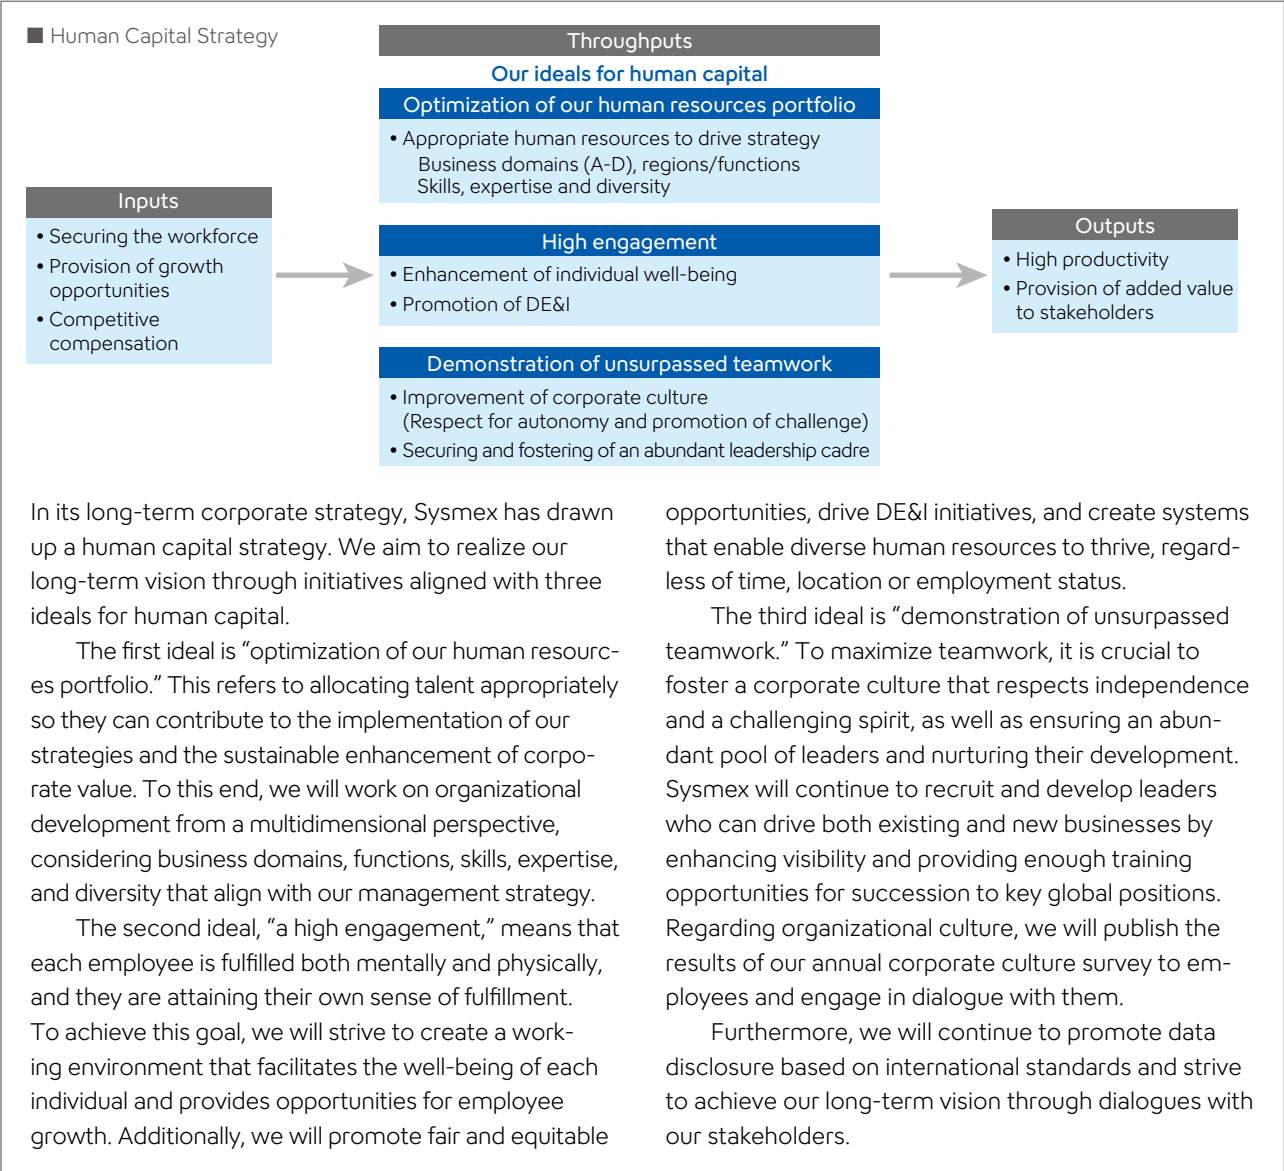 ■ Human Capital Strategy
Throughputs
Our ideals for human capital
Optimization of our human resources portfolio
• Appropriate human resources to drive strategy
Business domains (A-D), regions/functions
Skills, expertise and diversity
Inputs
• Securing the workforce
• Provision of growth
opportunities
• Competitive
compensation
High engagement
• Enhancement of individual well-being
• Promotion of DE&I
Outputs
• High productivity
• Provision of added value
to stakeholders
Demonstration of unsurpassed teamwork
• Improvement of corporate culture
(Respect for autonomy and promotion of challenge)
• Securing and fostering of an abundant leadership cadre
In its long-term corporate strategy, Sysmex has drawn
up a human capital strategy. We aim to realize our
long-term vision through initiatives aligned with three
ideals for human capital.
The first ideal is “optimization of our human resourc-
es portfolio.” This refers to allocating talent appropriately
so they can contribute to the implementation of our
strategies and the sustainable enhancement of corpo-
rate value. To this end, we will work on organizational
development from a multidimensional perspective,
considering business domains, functions, skills, expertise,
and diversity that align with our management strategy.
The second ideal, “a high engagement,” means that
each employee is fulfilled both mentally and physically,
and they are attaining their own sense of fulfillment.
To achieve this goal, we will strive to create a work-
ing environment that facilitates the well-being of each
individual and provides opportunities for employee
growth. Additionally, we will promote fair and equitable
opportunities, drive DE&I initiatives, and create systems
that enable diverse human resources to thrive, regard-
less of time, location or employment status.
The third ideal is “demonstration of unsurpassed
teamwork.” To maximize teamwork, it is crucial to
foster a corporate culture that respects independence
and a challenging spirit, as well as ensuring an abun-
dant pool of leaders and nurturing their development.
Sysmex will continue to recruit and develop leaders
who can drive both existing and new businesses by
enhancing visibility and providing enough training
opportunities for succession to key global positions.
Regarding organizational culture, we will publish the
results of our annual corporate culture survey to em-
ployees and engage in dialogue with them.
Furthermore, we will continue to promote data
disclosure based on international standards and strive
to achieve our long-term vision through dialogues with
our stakeholders.